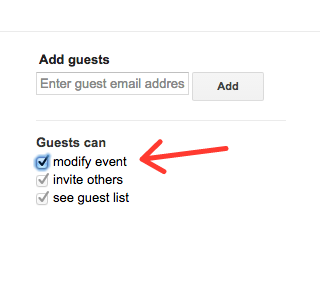 Add guests
Enter guest email addres
Add
Guests can
modify event
invite others
see guest list